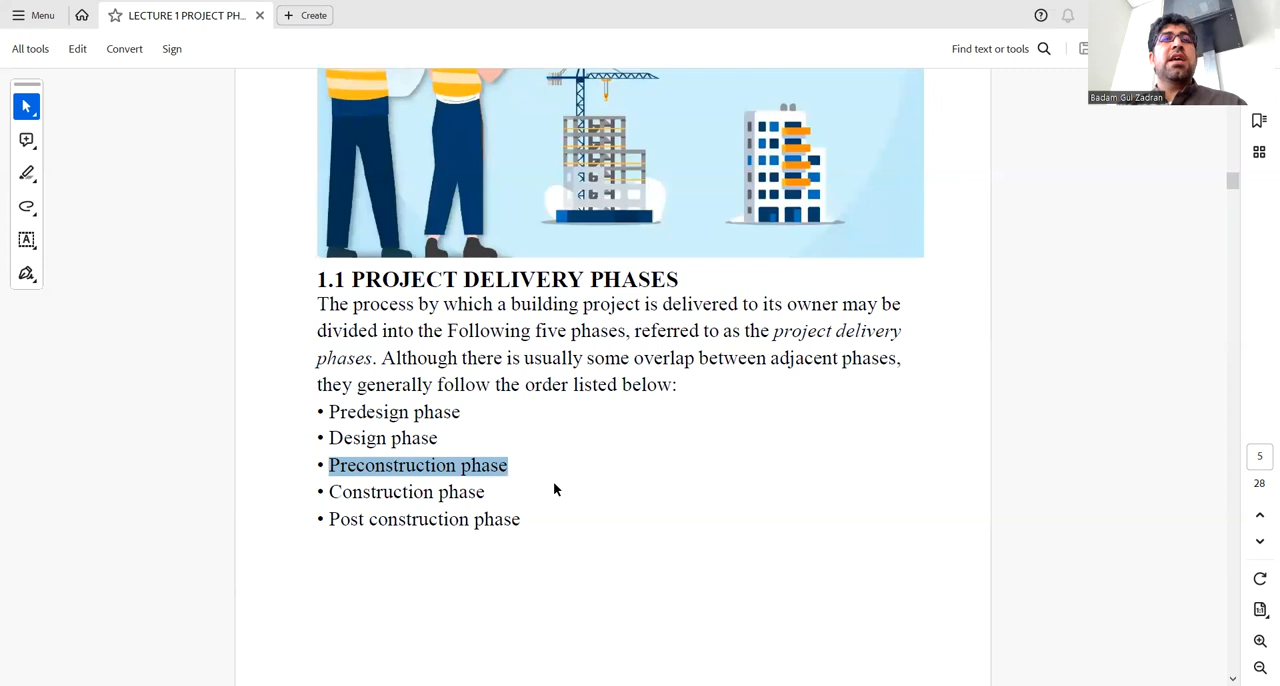 Menu
LECTURE 1 PROJECT PH...
Create
All tools
Edit
Convert
Sign
Find text or tools
Badam Gul Zadran
1.1 PROJECT DELIVERY PHASES
The process by which a building project is delivered to its owner may be
divided into the Following five phases, referred to as the project delivery
phases. Although there is usually some overlap between adjacent phases,
they generally follow the order listed below:
• Predesign phase
• Design phase
• Preconstruction phase
• Construction phase
• Post construction phase
5
28